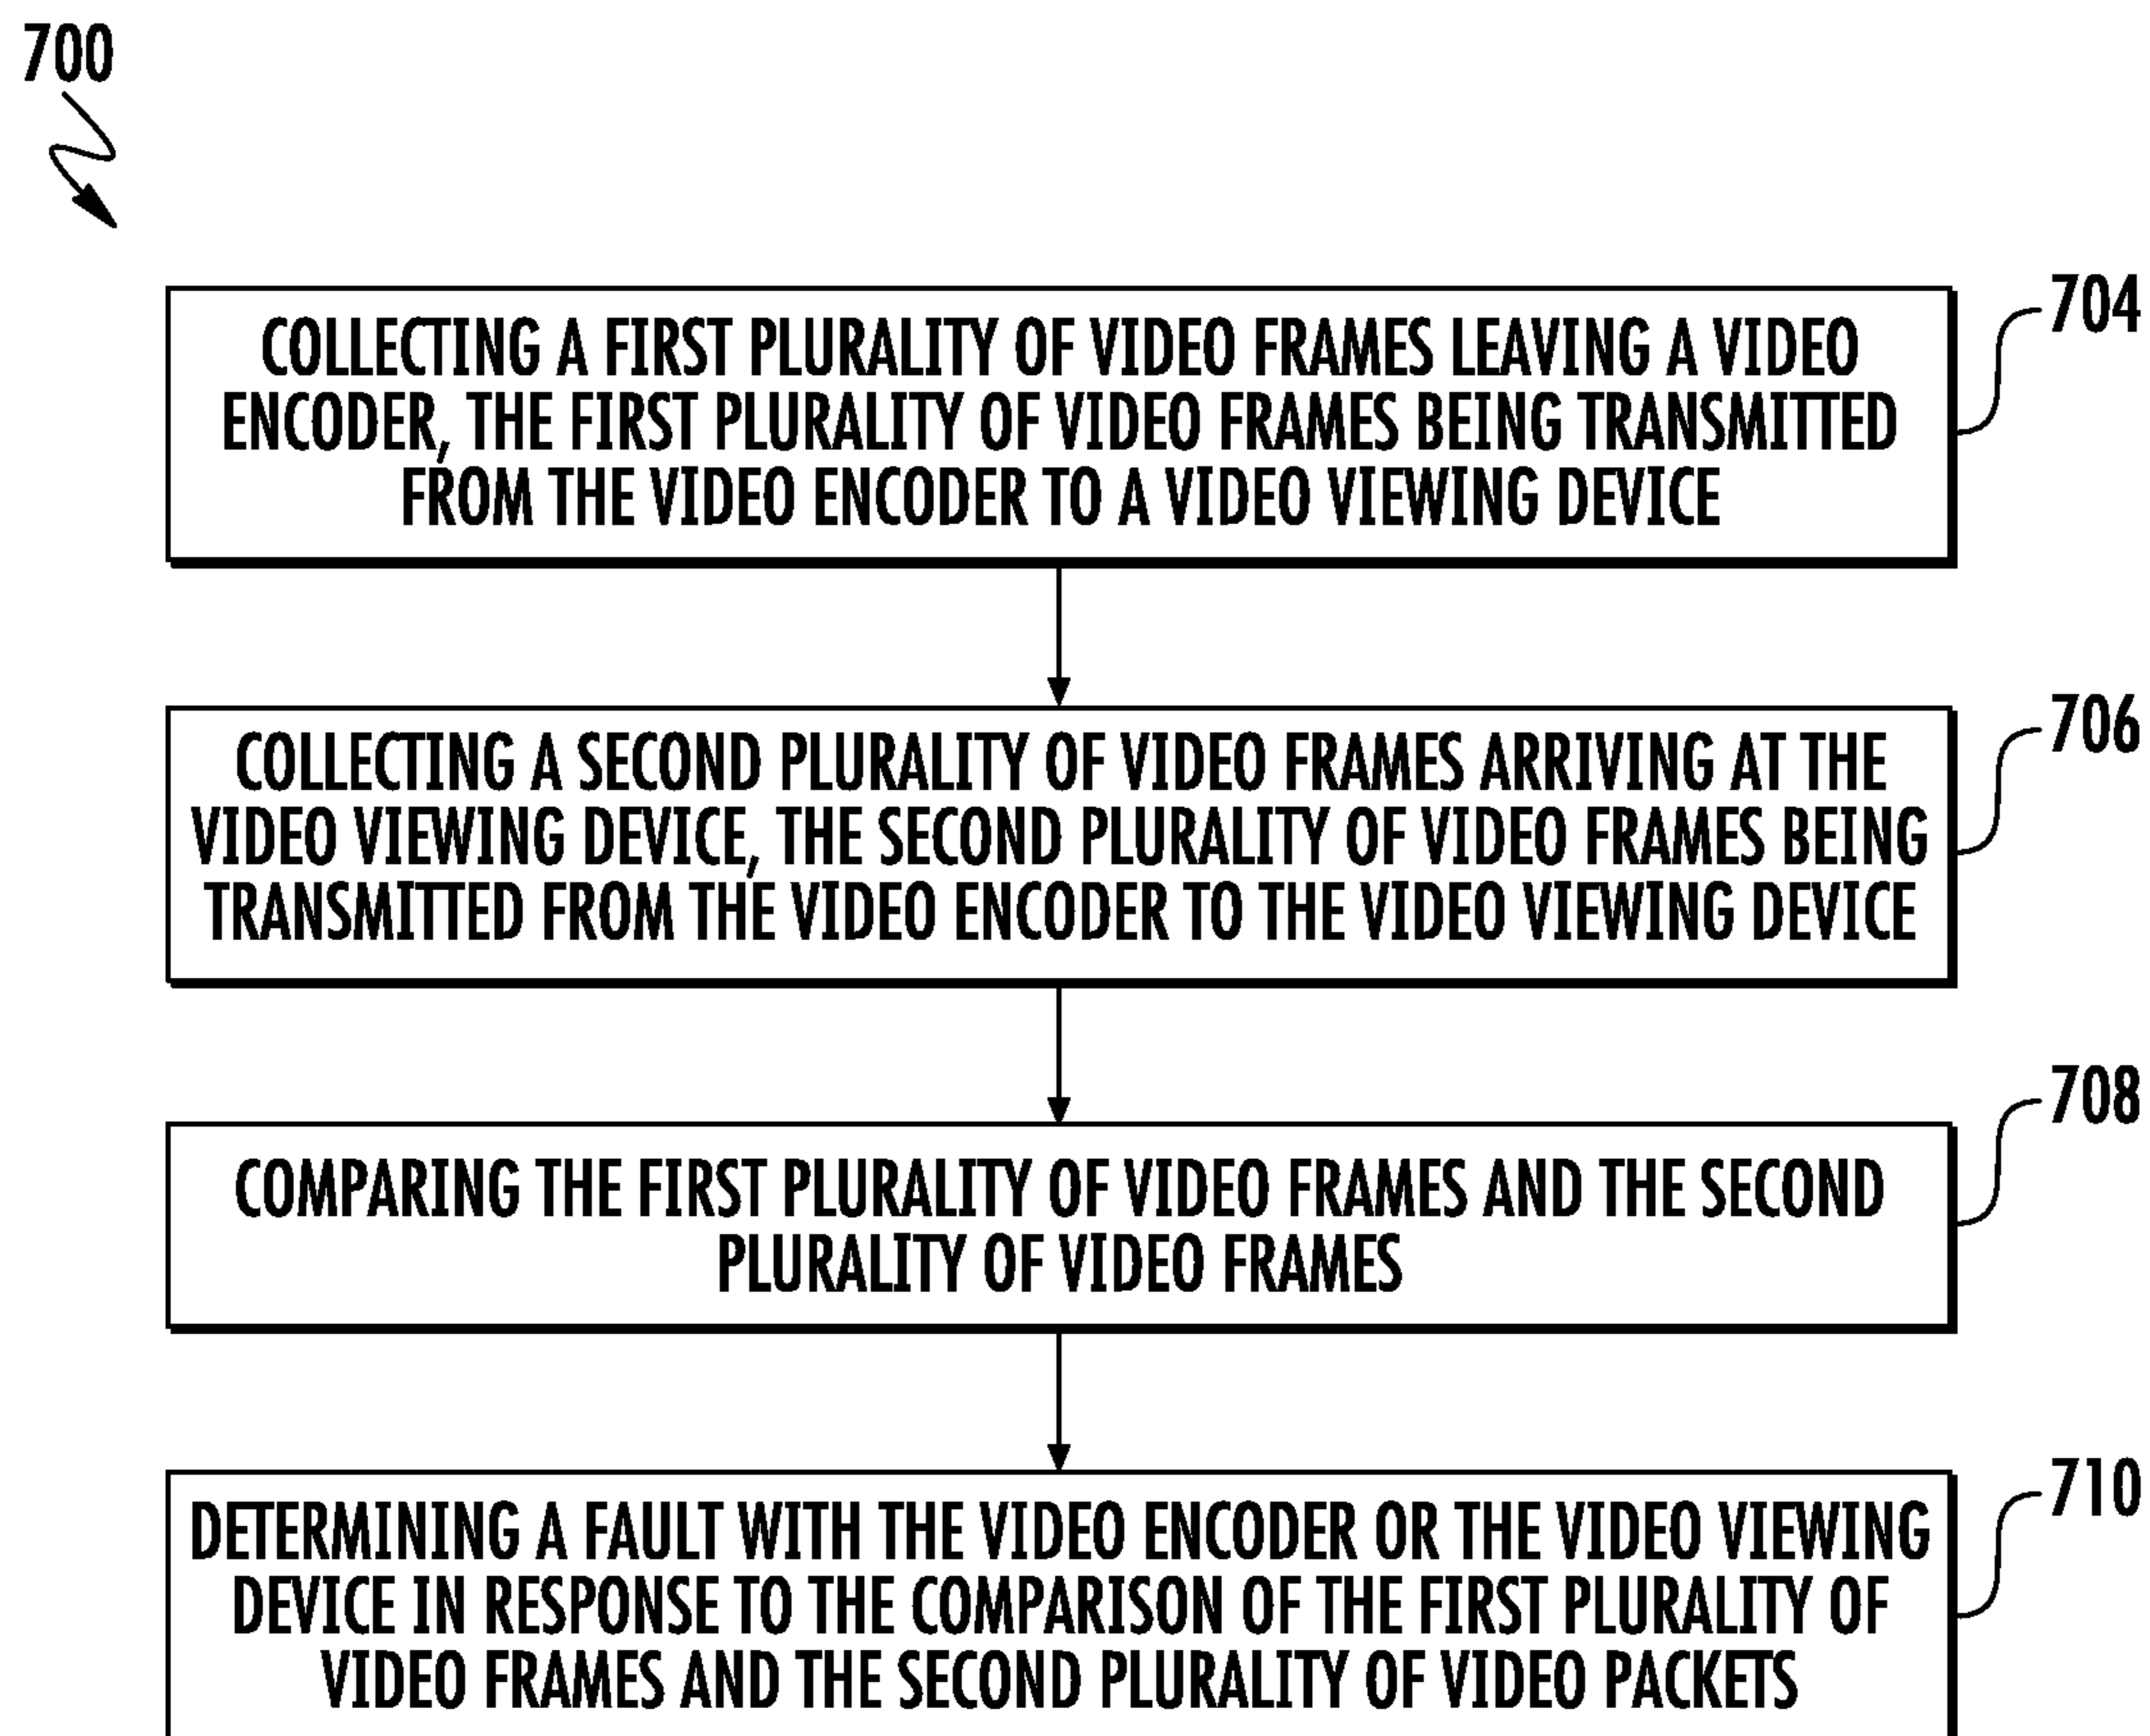 700
704
COLLECTING A FIRST PLURALITY OF VIDEO FRAMES LEAVING A VIDEO
ENCODER, THE FIRST PLURALITY OF VIDEO FRAMES BEING TRANSMITTED
FROM THE VIDEO ENCODER TO A VIDEO VIEWING DEVICE
706
COLLECTING A SECOND PLURALITY OF VIDEO FRAMES ARRIVING AT THE
VIDEO VIEWING DEVICE, THE SECOND PLURALITY OF VIDEO FRAMES BEING
TRANSMITTED FROM THE VIDEO ENCODER TO THE VIDEO VIEWING DEVICE
708
COMPARING THE FIRST PLURALITY OF VIDEO FRAMES AND THE SECOND
PLURALITY OF VIDEO FRAMES
710
DETERMINING A FAULT WITH THE VIDEO ENCODER OR THE VIDEO VIEWING
DEVICE IN RESPONSE TO THE COMPARISON OF THE FIRST PLURALITY OF
VIDEO FRAMES AND THE SECOND PLURALITY OF VIDEO PACKETS